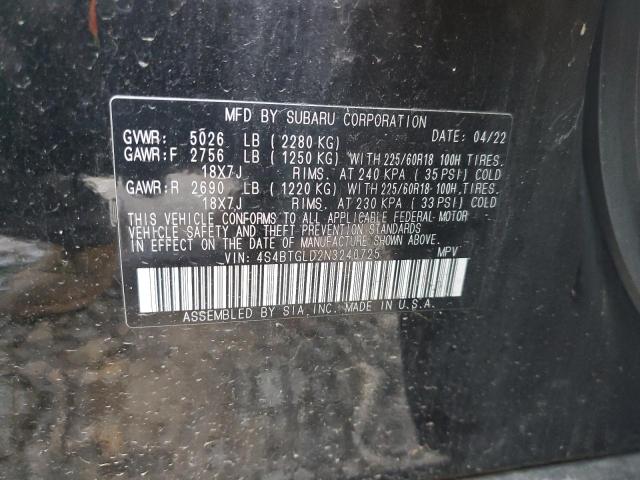 MFD BY SUBARU CORPORATION
GVWR: 5026 LB (2280 KG) DATE: 04/22
GAWR:F 2756 LB (1250 KG) WITH 225/60R18 100H TIRES.
18X7J RIMS. AT 240 KPA (35 PSI) COLD
GAWR:R 2690 LB (1220 KG) WITH 225/60R18 100H TIRES.
18X7J RIMS. AT 230 KPA (33 PSI) COLD
THIS VEHICLE CONFORMS TO ALL APPLICABLE FEDERAL MOTOR
VEHICLE SAFETY AND THEFT PREVENTION STANDARDS
IN EFFECT ON THE DATE OF MANUFACTURE SHOWN ABOVE.
VIN: 4S4BTGLD2N3240725 MPV
ASSEMBLED BY SIA, INC. MADE IN U.S.A.